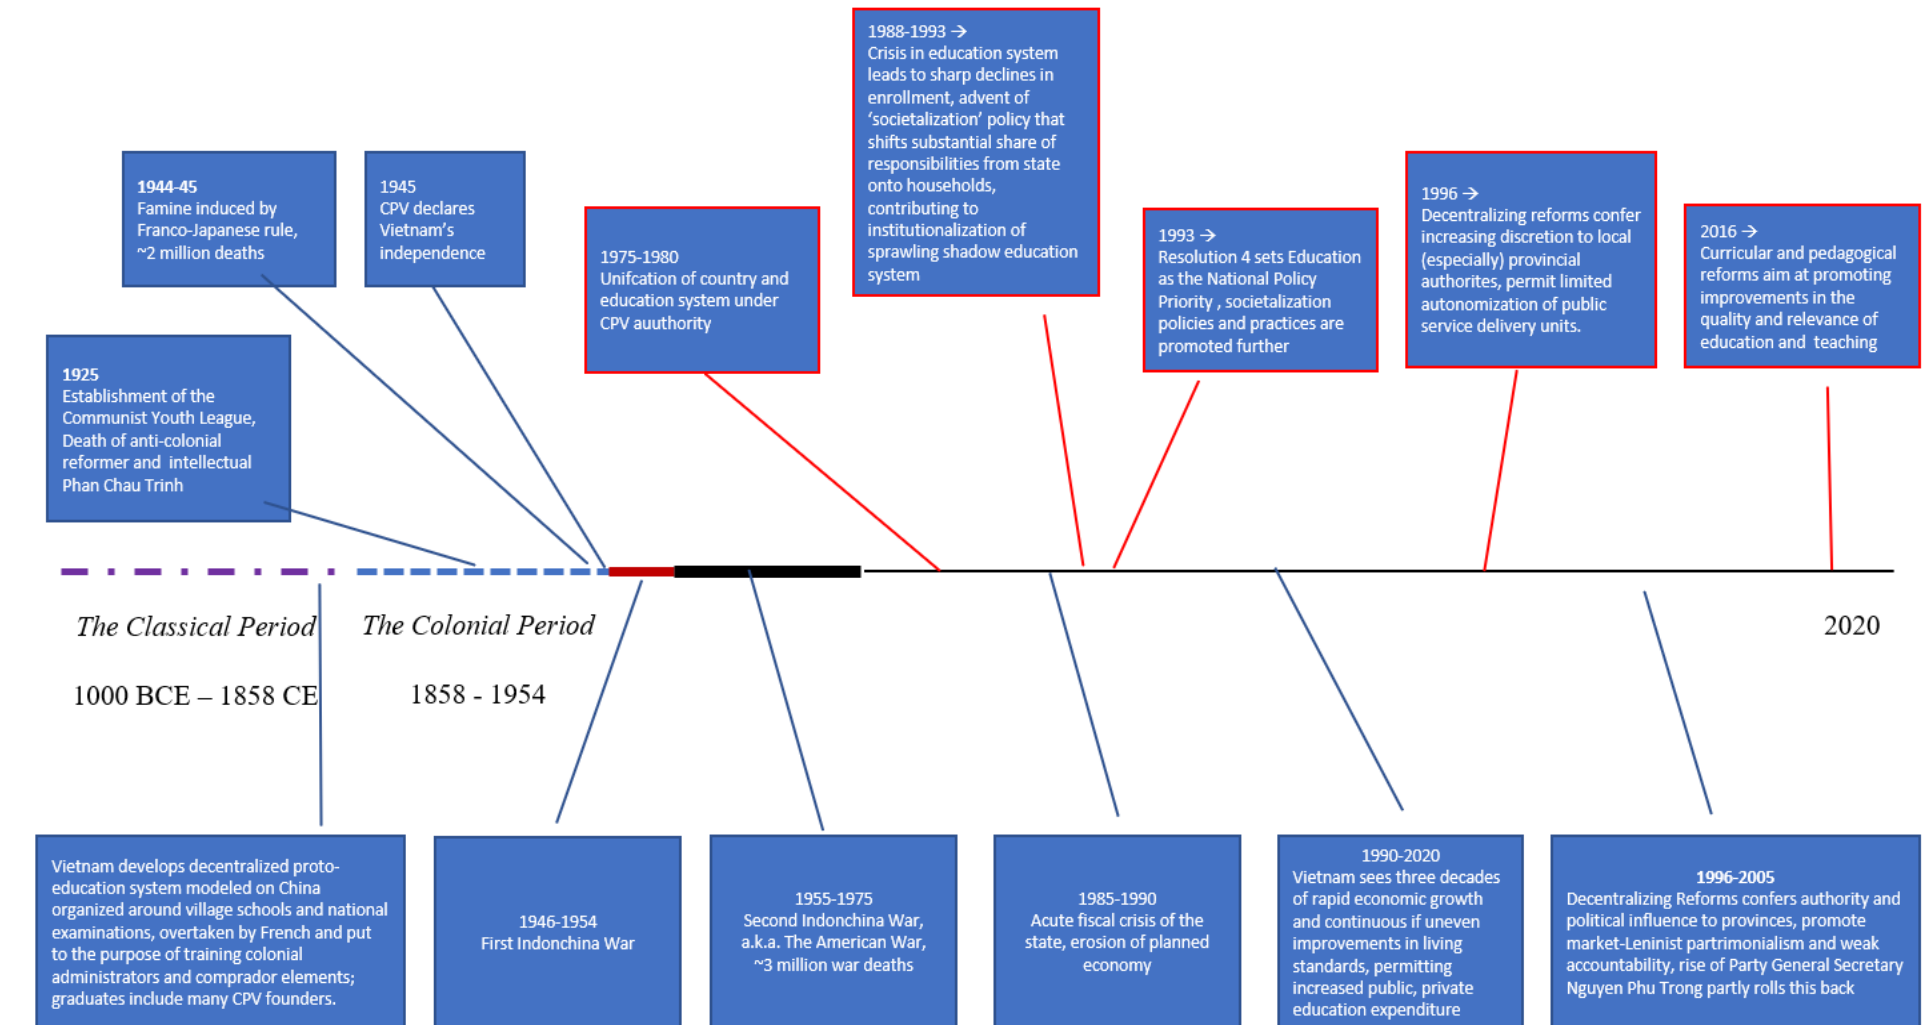 1988-1993 →
Crisis in education system
leads to sharp declines in
enrollment, advent of
‘societalization’ policy that
shifts substantial share of
responsibilities from state
onto households,
contributing to
institutionalization of
sprawling shadow education
system
1944-45
Famine induced by
Franco-Japanese rule,
~2 million deaths
1945
CPV declares
Vietnam’s
independence
1975-1980
Unifcation of country and
education system under
CPV auuthority
1993 →
Resolution 4 sets Education
as the National Policy
Priority , societalization
policies and practices are
promoted further
1996 →
Decentralizing reforms confer
increasing discretion to local
(especially) provincial
authorites, permit limited
autonomization of public
service delivery units.
2016 →
Curricular and pedagogical
reforms aim at promoting
improvements in the
quality and relevance of
education and  teaching
1925
Establishment of the
Communist Youth League,
Death of anti-colonial
reformer and  intellectual
Phan Chau Trinh
The Classical Period
1000 BCE – 1858 CE
The Colonial Period
1858 - 1954
2020
Vietnam develops decentralized proto-
education system modeled on China
organized around village schools and national
examinations, overtaken by French and put
to the purpose of training colonial
administrators and comprador elements;
graduates include many CPV founders.
1946-1954
First Indonchina War
1955-1975
Second Indonchina War,
a.k.a. The American War,
~3 million war deaths
1985-1990
Acute fiscal crisis of the
state, erosion of planned
economy
1990-2020
Vietnam sees three decades
of rapid economic growth
and continuous if uneven
improvements in living
standards, permitting
increased public, private
education expenditure
1996-2005
Decentralizing Reforms confers authority and
political influence to provinces, promote
market-Leninist partrimonialism and weak
accountability, rise of Party General Secretary
Nguyen Phu Trong partly rolls this back